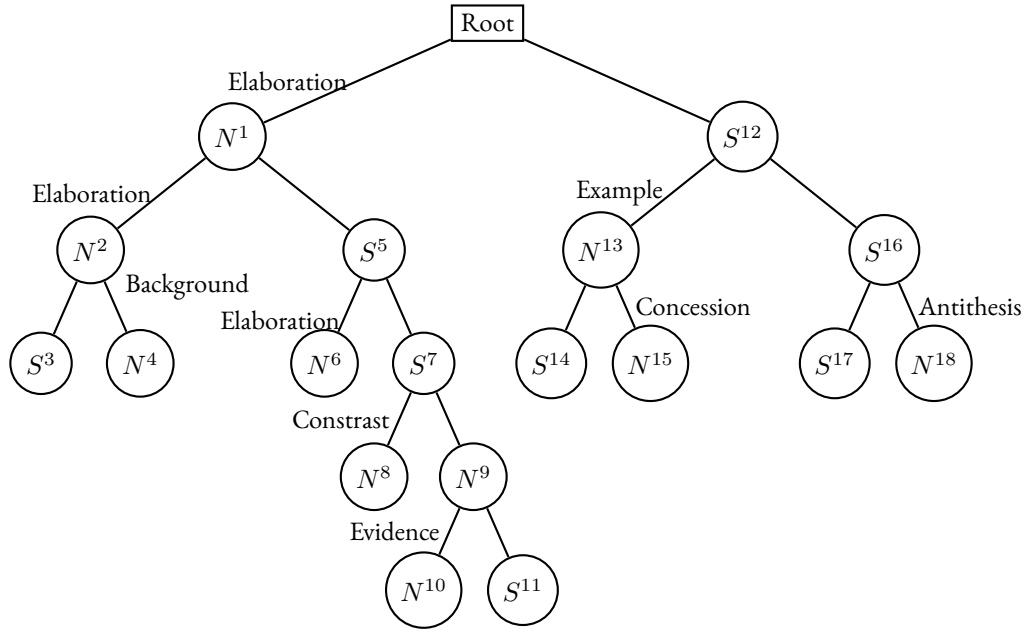 Root
Elaboration
N¹ S¹²
Elaboration Example
N² S⁵ N¹³ S¹⁶
Background Elaboration Concession Antithesis
S³ N⁴ N⁶ S⁷ S¹⁴ N¹⁵ S¹⁷ N¹⁸
Constrast
N⁸ N⁹
Evidence
N¹⁰ S¹¹